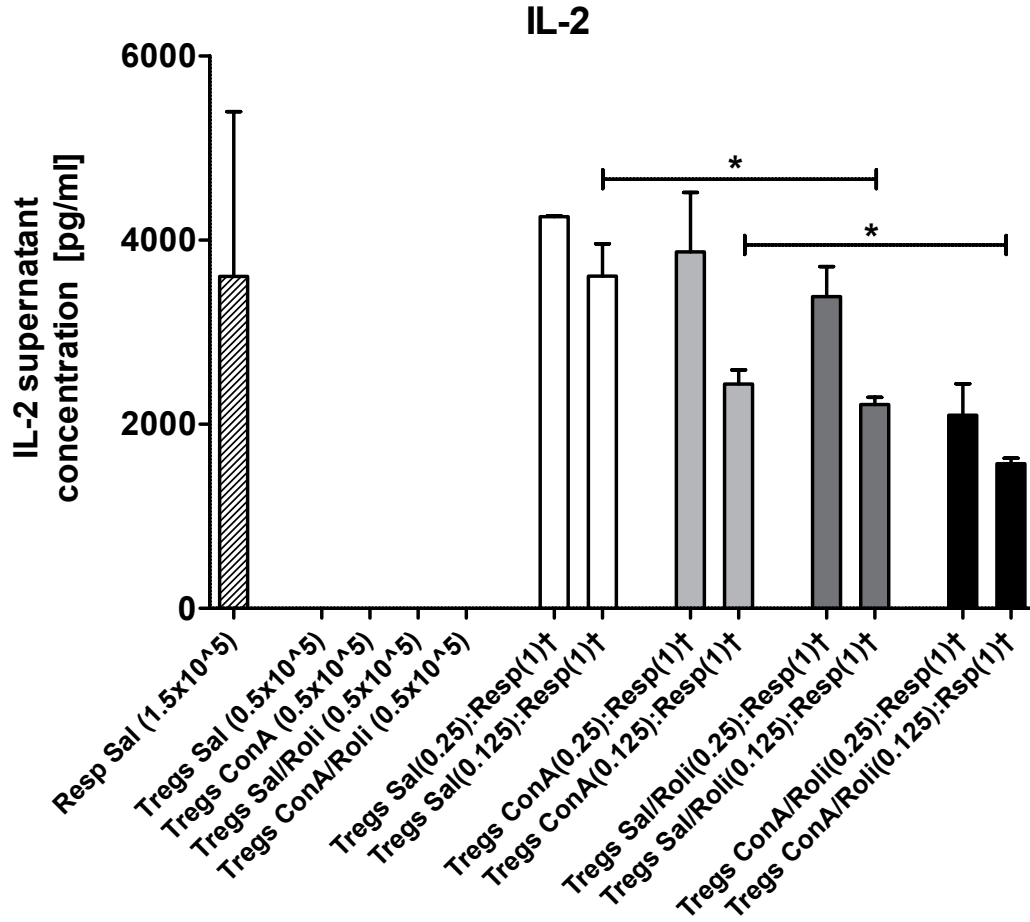 IL-2
IL-2 supernatant
concentration [pg/ml]
6000
4000
2000
0
*
*
Resp Sal (1.5x10^5)
Tregs Sal (0.5x10^5)
Tregs ConA (0.5x10^5)
Tregs Sal/Roli (0.5x10^5)
Tregs ConA/Roli (0.5x10^5)
Tregs Sal(0.25):Resp(1)†
Tregs Sal(0.125):Resp(1)†
Tregs ConA(0.25):Resp(1)†
Tregs ConA(0.125):Resp(1)†
Tregs Sal/Roli(0.25):Resp(1)†
Tregs Sal/Roli(0.125):Resp(1)†
Tregs ConA/Roli(0.25):Resp(1)†
Tregs ConA/Roli(0.125):Rsp(1)†